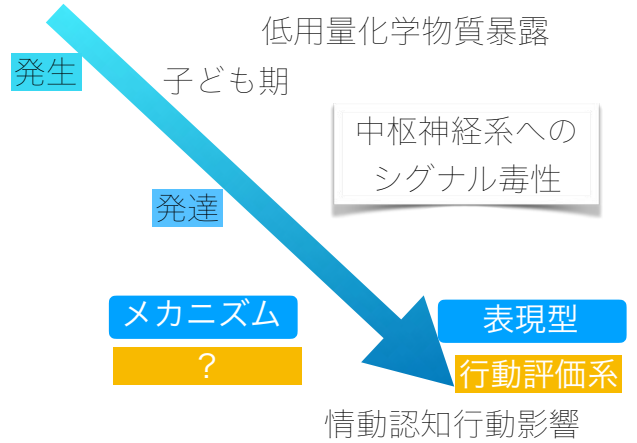 低用量化学物質暴露
発生
子ども期
中枢神経系への
シグナル毒性
発達
メカニズム
表現型
?
行動評価系
情動認知行動影響